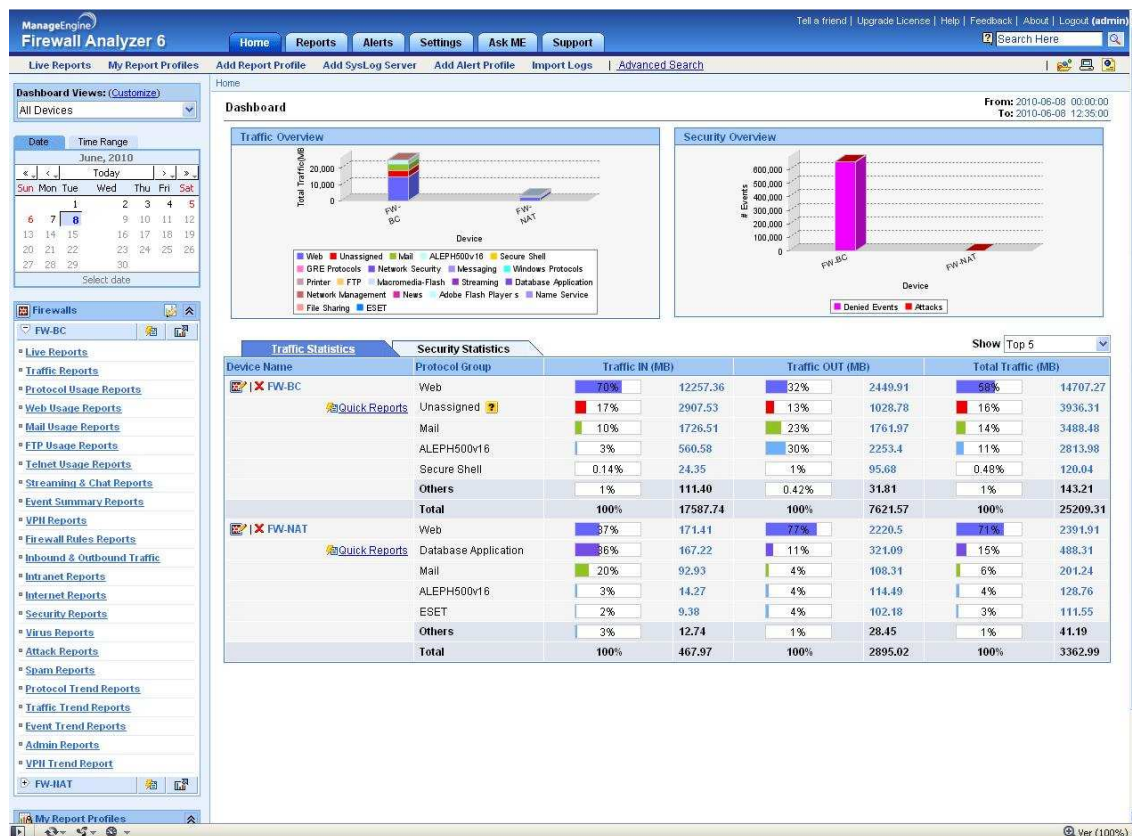 Tell a friend | Upgrade License | Help | Feedback | About | Logout (admin)
ManageEngine
Firewall Analyzer 6
Home Reports Alerts Settings Ask ME Support
Search Here
Live Reports My Report Profiles Add Report Profile Add SysLog Server Add Alert Profile Import Logs | Advanced Search
Dashboard Views: (Customize)
All Devices
Date Time Range
June, 2010
« ‹ Today › »
Sun Mon Tue Wed Thu Fri Sat
1 2 3 4 5
6 7 8 9 10 11 12
13 14 15 16 17 18 19
20 21 22 23 24 25 26
27 28 29 30
Select date
Firewalls
FW-BC
Live Reports
Traffic Reports
Protocol Usage Reports
Web Usage Reports
Mail Usage Reports
FTP Usage Reports
Telnet Usage Reports
Streaming & Chat Reports
Event Summary Reports
VPN Reports
Firewall Rules Reports
Inbound & Outbound Traffic
Intranet Reports
Internet Reports
Security Reports
Virus Reports
Attack Reports
Spam Reports
Protocol Trend Reports
Traffic Trend Reports
Event Trend Reports
Admin Reports
VPN Trend Report
FW-NAT
My Report Profiles
Home
Dashboard
From: 2010-06-08 00:00:00
To: 2010-06-08 12:35:00
Traffic Overview
Total Traffic(MB
20,000
10,000
0
FW-BC
FW-NAT
Device
Web Unassigned Mail ALEPH500v16 Secure Shell
GRE Protocols Network Security Messaging Windows Protocols
Printer FTP Macromedia-Flash Streaming Database Application
Network Management News Adobe Flash Player s Name Service
File Sharing ESET
Security Overview
# Events
600,000
500,000
400,000
300,000
200,000
100,000
0
FW-BC
FW-NAT
Device
Denied Events Attacks
Traffic Statistics Security Statistics
Show Top 5
Device Name Protocol Group Traffic IN (MB) Traffic OUT (MB) Total Traffic (MB)
FW-BC Web 70% 12257.36 32% 2449.91 58% 14707.27
Quick Reports Unassigned ? 17% 2907.53 13% 1028.78 16% 3936.31
Mail 10% 1726.51 23% 1761.97 14% 3488.48
ALEPH500v16 3% 560.58 30% 2253.4 11% 2813.98
Secure Shell 0.14% 24.35 1% 95.68 0.48% 120.04
Others 1% 111.40 0.42% 31.81 1% 143.21
Total 100% 17587.74 100% 7621.57 100% 25209.31
FW-NAT Web 37% 171.41 77% 2220.5 71% 2391.91
Quick Reports Database Application 36% 167.22 11% 321.09 15% 488.31
Mail 20% 92.93 4% 108.31 6% 201.24
ALEPH500v16 3% 14.27 4% 114.49 4% 128.76
ESET 2% 9.38 4% 102.18 3% 111.55
Others 3% 12.74 1% 28.45 1% 41.19
Total 100% 467.97 100% 2895.02 100% 3362.99
Ver (100%)